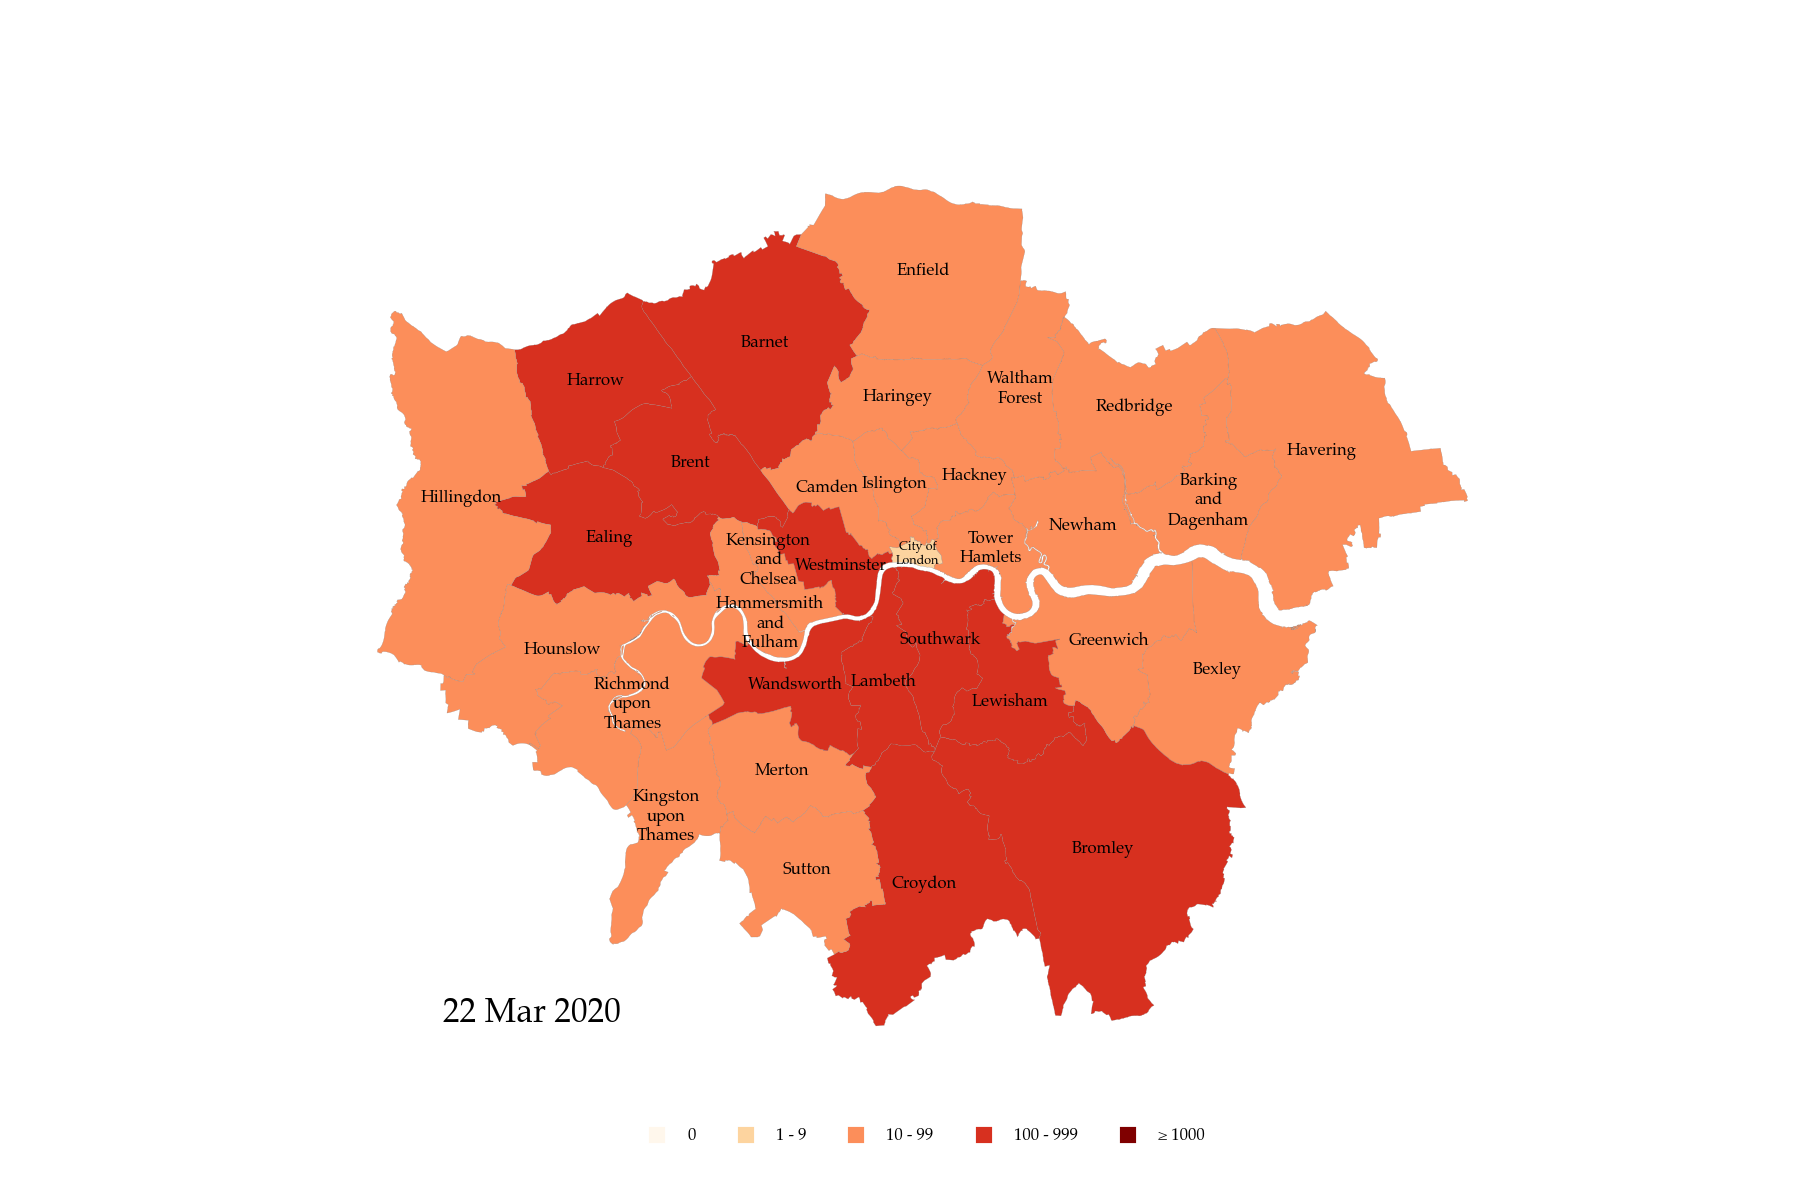 Enfield
Barnet
Harrow
Waltham
Forest
Haringey
Redbridge
Havering
Brent
Hackney
Islington
Camden
Hillingdon
Barking
and
Dagenham
Newham
Ealing
Kensington
and
Chelsea
City of
London
Tower
Hamlets
Westminster
Hammersmith
and
Fulham
Hounslow
Southwark
Greenwich
Bexley
Richmond
upon
Thames
Wandsworth
Lambeth
Lewisham
Merton
Kingston
upon
Thames
Bromley
Sutton
Croydon
22 Mar 2020
0
1 - 9
10 - 99
100 - 999
≥ 1000